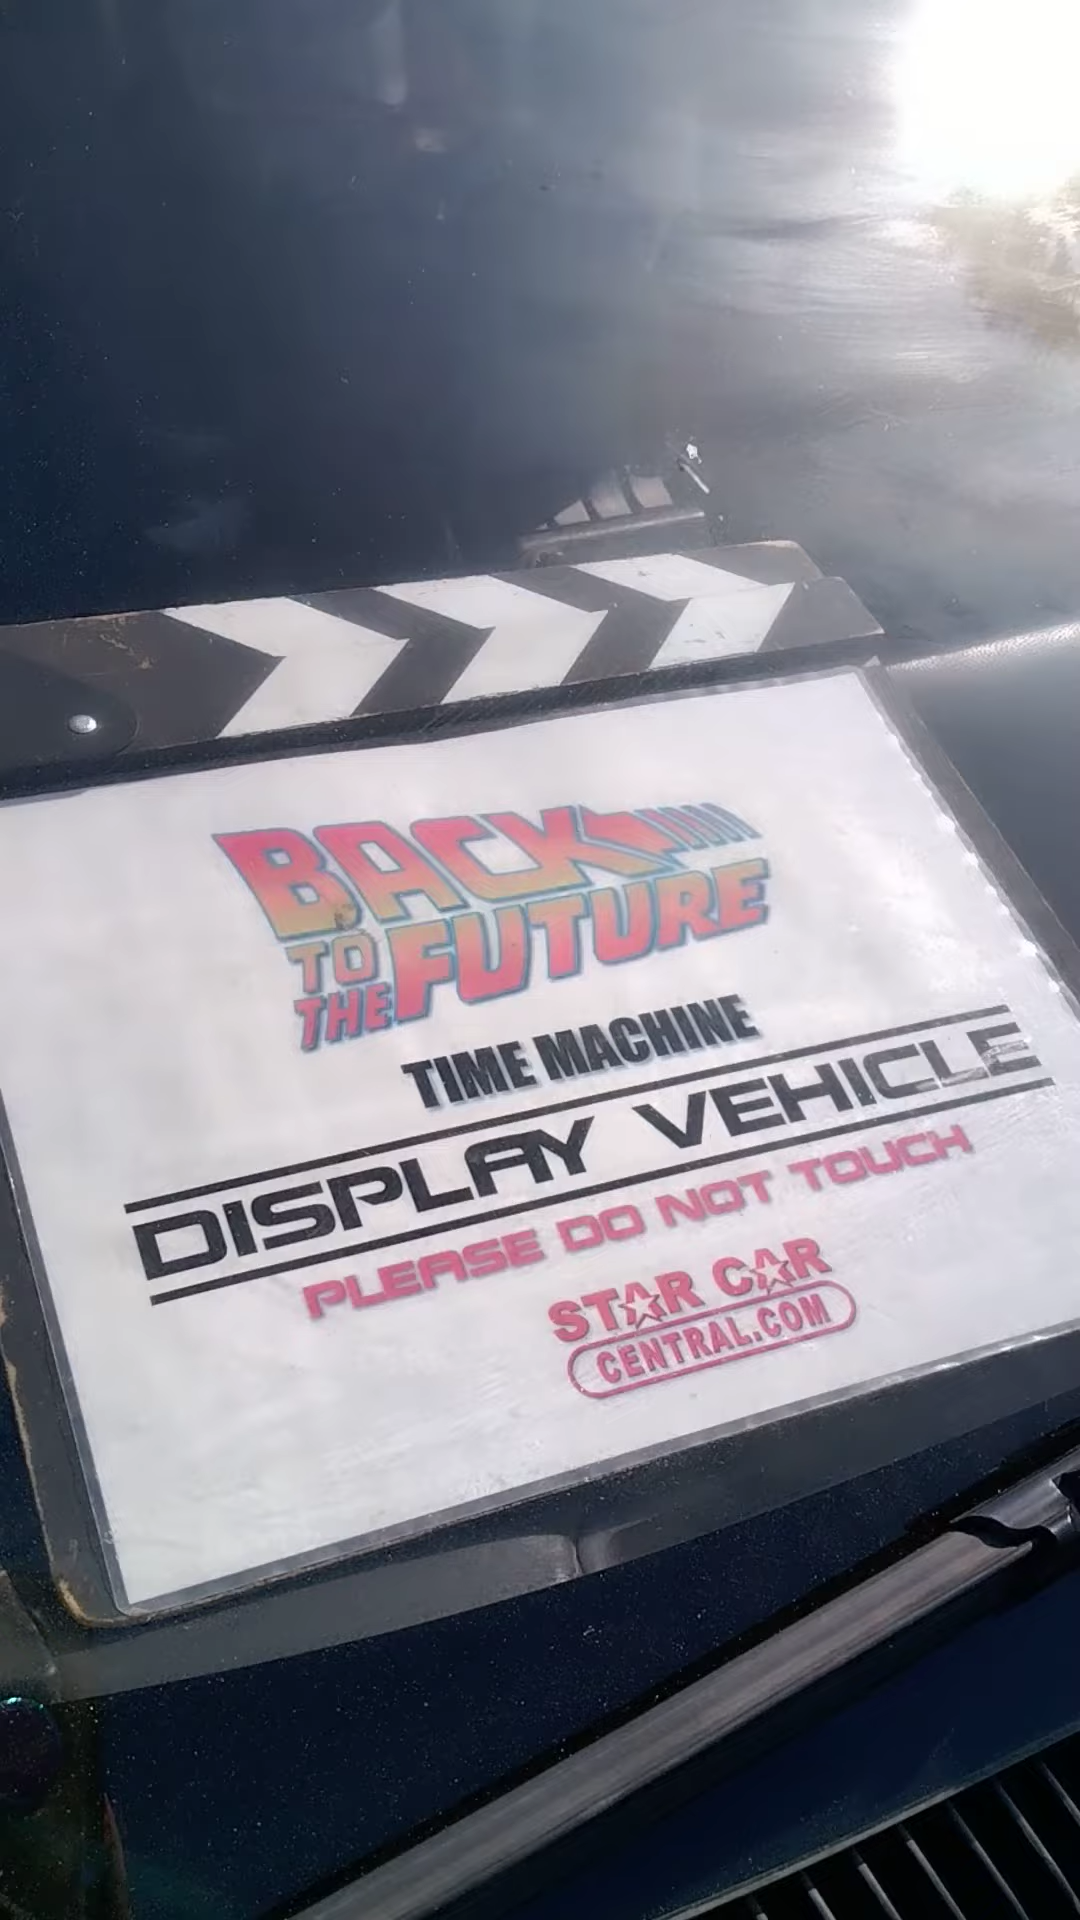 BACK
TO THE FUTURE
TIME MACHINE
DISPLAY VEHICLE
PLEASE DO NOT TOUCH
STAR CAR
CENTRAL.COM